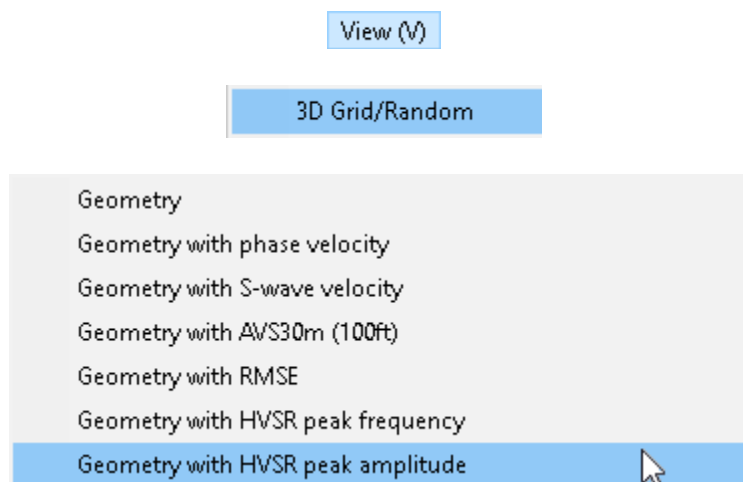 View (V)
3D Grid/Random
Geometry
Geometry with phase velocity
Geometry with S-wave velocity
Geometry with AVS30m (100ft)
Geometry with RMSE
Geometry with HVSR peak frequency
Geometry with HVSR peak amplitude